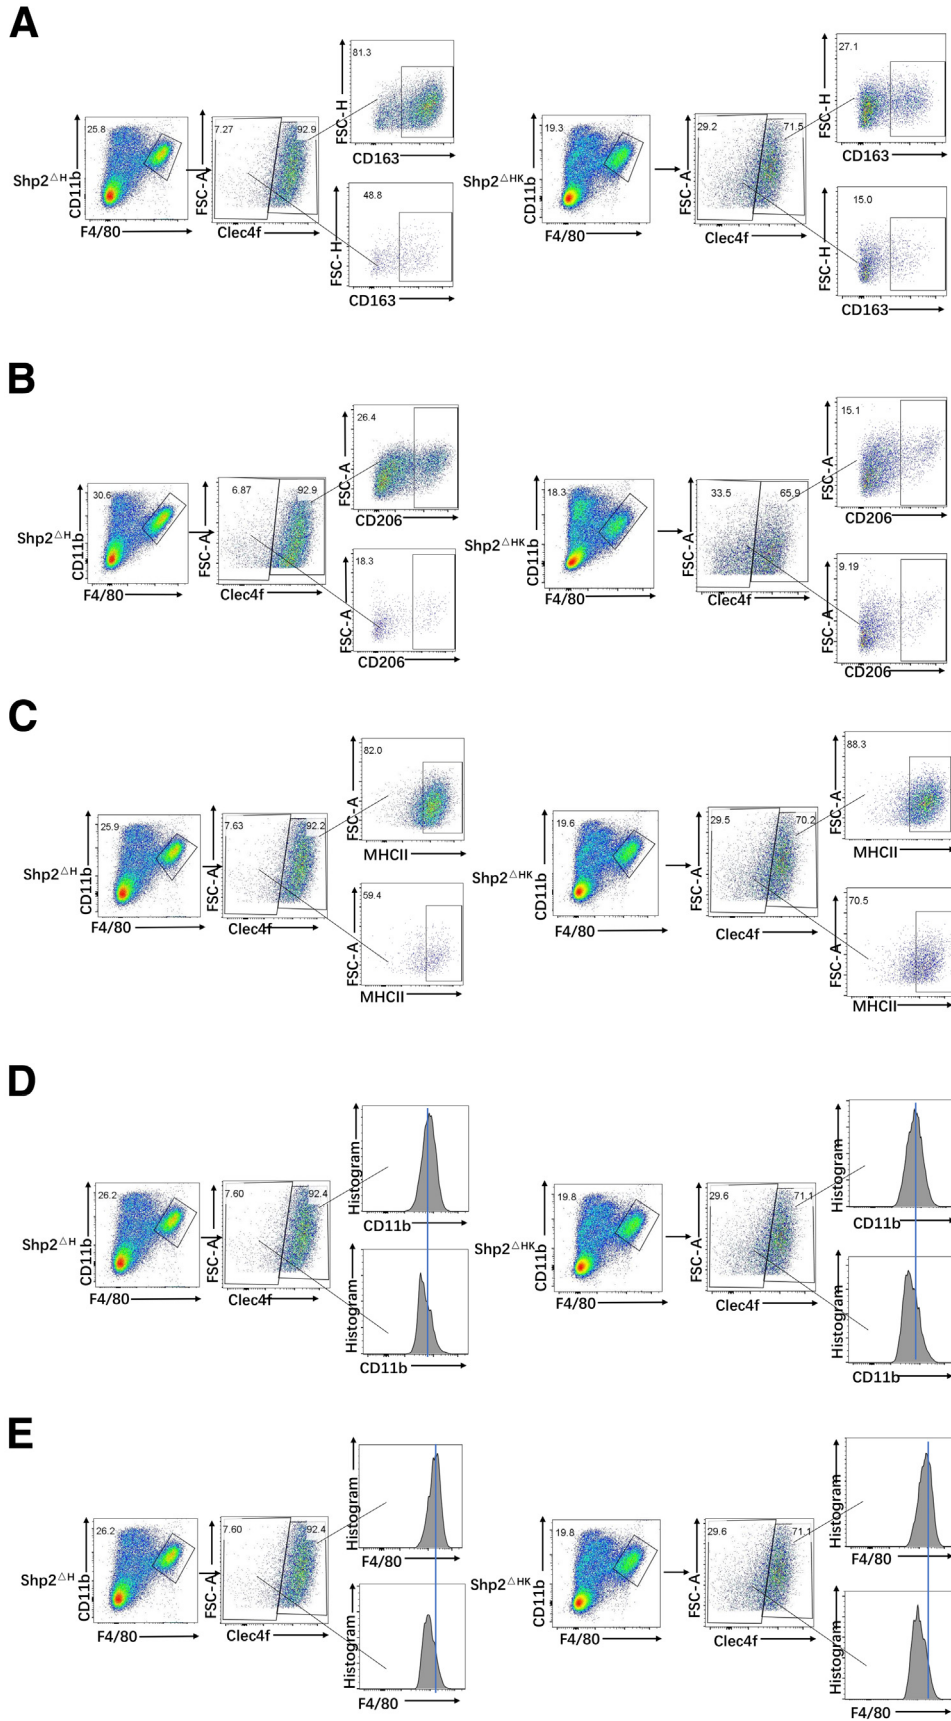 A
Shp2△H
25.8
CD11b
F4/80
7.27
92.9
FSC-A
Clec4f
81.3
FSC-H
CD163
48.8
FSC-H
CD163
Shp2△HK
19.3
CD11b
F4/80
29.2
71.5
FSC-A
Clec4f
27.1
FSC-H
CD163
15.0
FSC-H
CD163
B
Shp2△H
30.6
CD11b
F4/80
6.87
92.9
FSC-A
Clec4f
26.4
FSC-A
CD206
18.3
FSC-A
CD206
Shp2△HK
18.3
CD11b
F4/80
33.5
65.9
FSC-A
Clec4f
15.1
FSC-A
CD206
9.19
FSC-A
CD206
C
Shp2△H
25.9
CD11b
F4/80
7.63
92.2
FSC-A
Clec4f
82.0
FSC-A
MHCII
59.4
FSC-A
MHCII
Shp2△HK
19.6
CD11b
F4/80
29.5
70.2
FSC-A
Clec4f
88.3
FSC-A
MHCII
70.5
FSC-A
MHCII
D
Shp2△H
26.2
CD11b
F4/80
7.60
92.4
FSC-A
Clec4f
Histogram
CD11b
Histogram
CD11b
Shp2△HK
19.8
CD11b
F4/80
29.6
71.1
FSC-A
Clec4f
Histogram
CD11b
Histogram
CD11b
E
Shp2△H
26.2
CD11b
F4/80
7.60
92.4
FSC-A
Clec4f
Histogram
F4/80
Histogram
F4/80
Shp2△HK
19.8
CD11b
F4/80
29.6
71.1
FSC-A
Clec4f
Histogram
F4/80
Histogram
F4/80